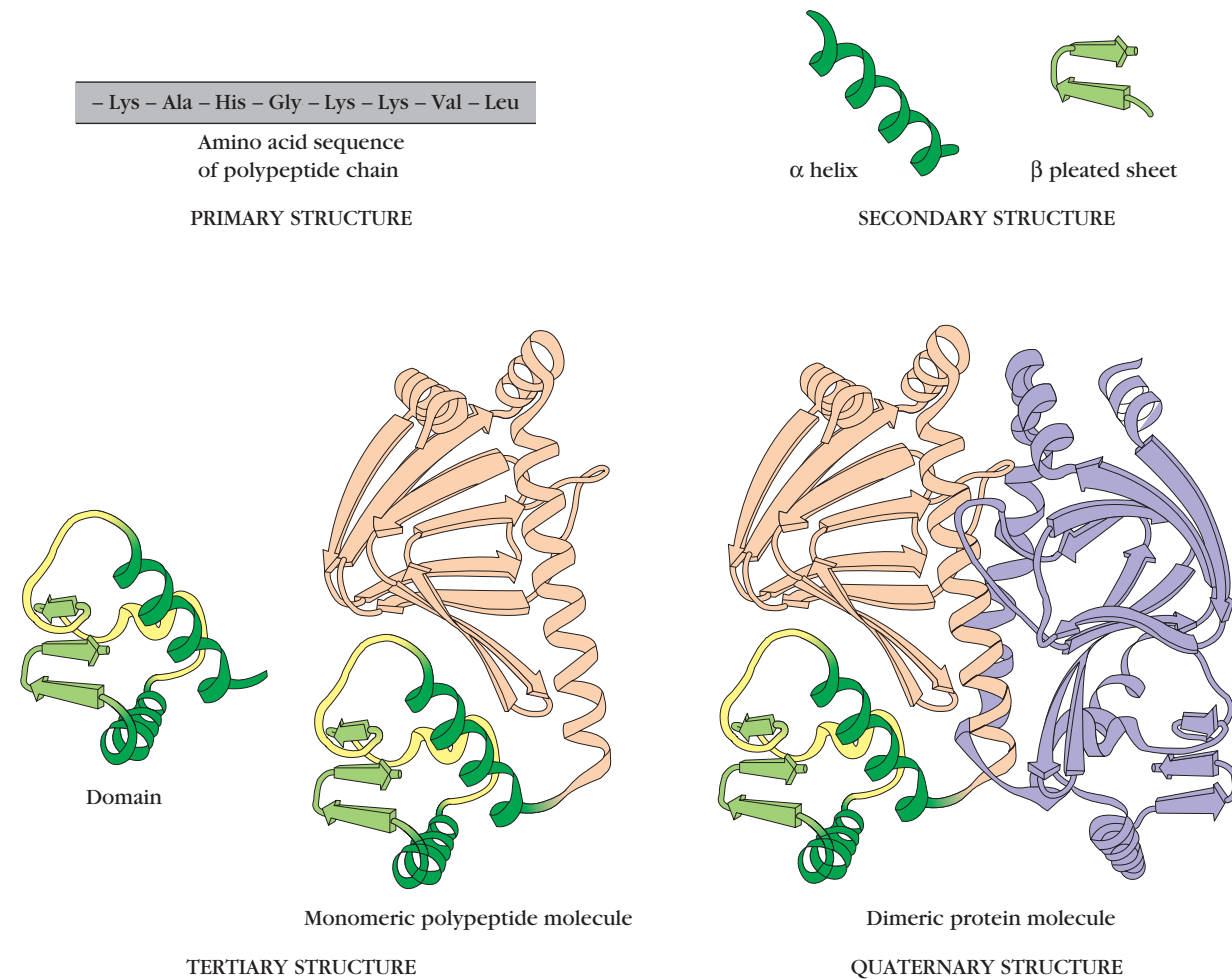 – Lys – Ala – His – Gly – Lys – Lys – Val – Leu
Amino acid sequence
of polypeptide chain
PRIMARY STRUCTURE
α helix
β pleated sheet
SECONDARY STRUCTURE
Domain
Monomeric polypeptide molecule
TERTIARY STRUCTURE
Dimeric protein molecule
QUATERNARY STRUCTURE